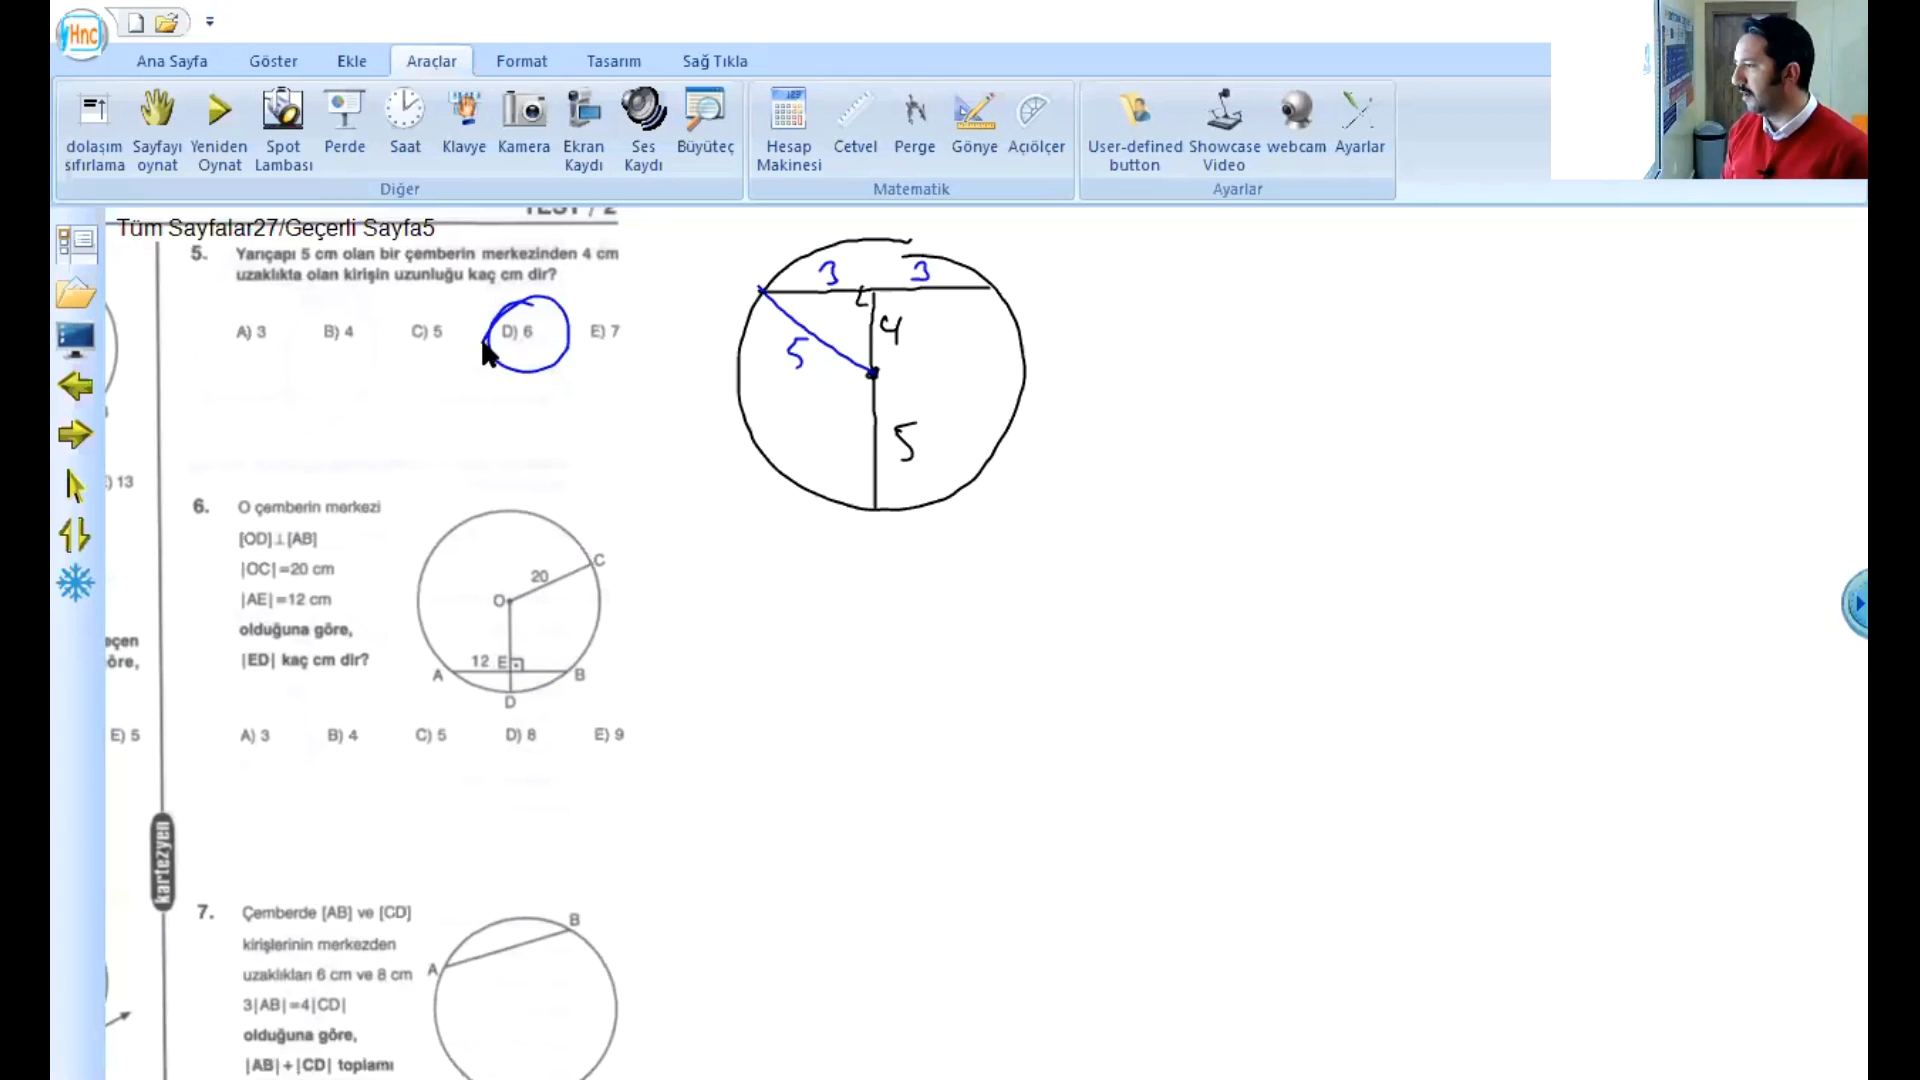 Hnc
Ana Sayfa
Göster
Ekle
Araçlar
Format
Tasarım
Sağ Tıkla
dolaşım sıfırlama
Sayfayı oynat
Yeniden Oynat
Spot Lambası
Perde
Saat
Klavye
Kamera
Ekran Kaydı
Ses Kaydı
Büyüteç
Hesap Makinesi
Cetvel
Perge
Gönye
Açıölçer
User-defined button
Showcase Video
webcam
Ayarlar
Diğer
Matematik
Ayarlar
TEST / 2
Tüm Sayfalar27/Geçerli Sayfa5
5. Yarıçapı 5 cm olan bir çemberin merkezinden 4 cm
uzaklıkta olan kirişin uzunluğu kaç cm dir?
A) 3 B) 4 C) 5 D) 6 E) 7
3 3
4
5
5
13
6. O çemberin merkezi
[OD]⊥[AB]
|OC|=20 cm
|AE|=12 cm
olduğuna göre,
|ED| kaç cm dir?
C
20
O
12 E
A B
D
A) 3 B) 4 C) 5 D) 8 E) 9
eçen
öre,
E) 5
kartezyen
7. Çemberde [AB] ve [CD]
kirişlerinin merkezden
uzaklıkları 6 cm ve 8 cm
3|AB|=4|CD|
olduğuna göre,
|AB|+|CD| toplamı
B
A